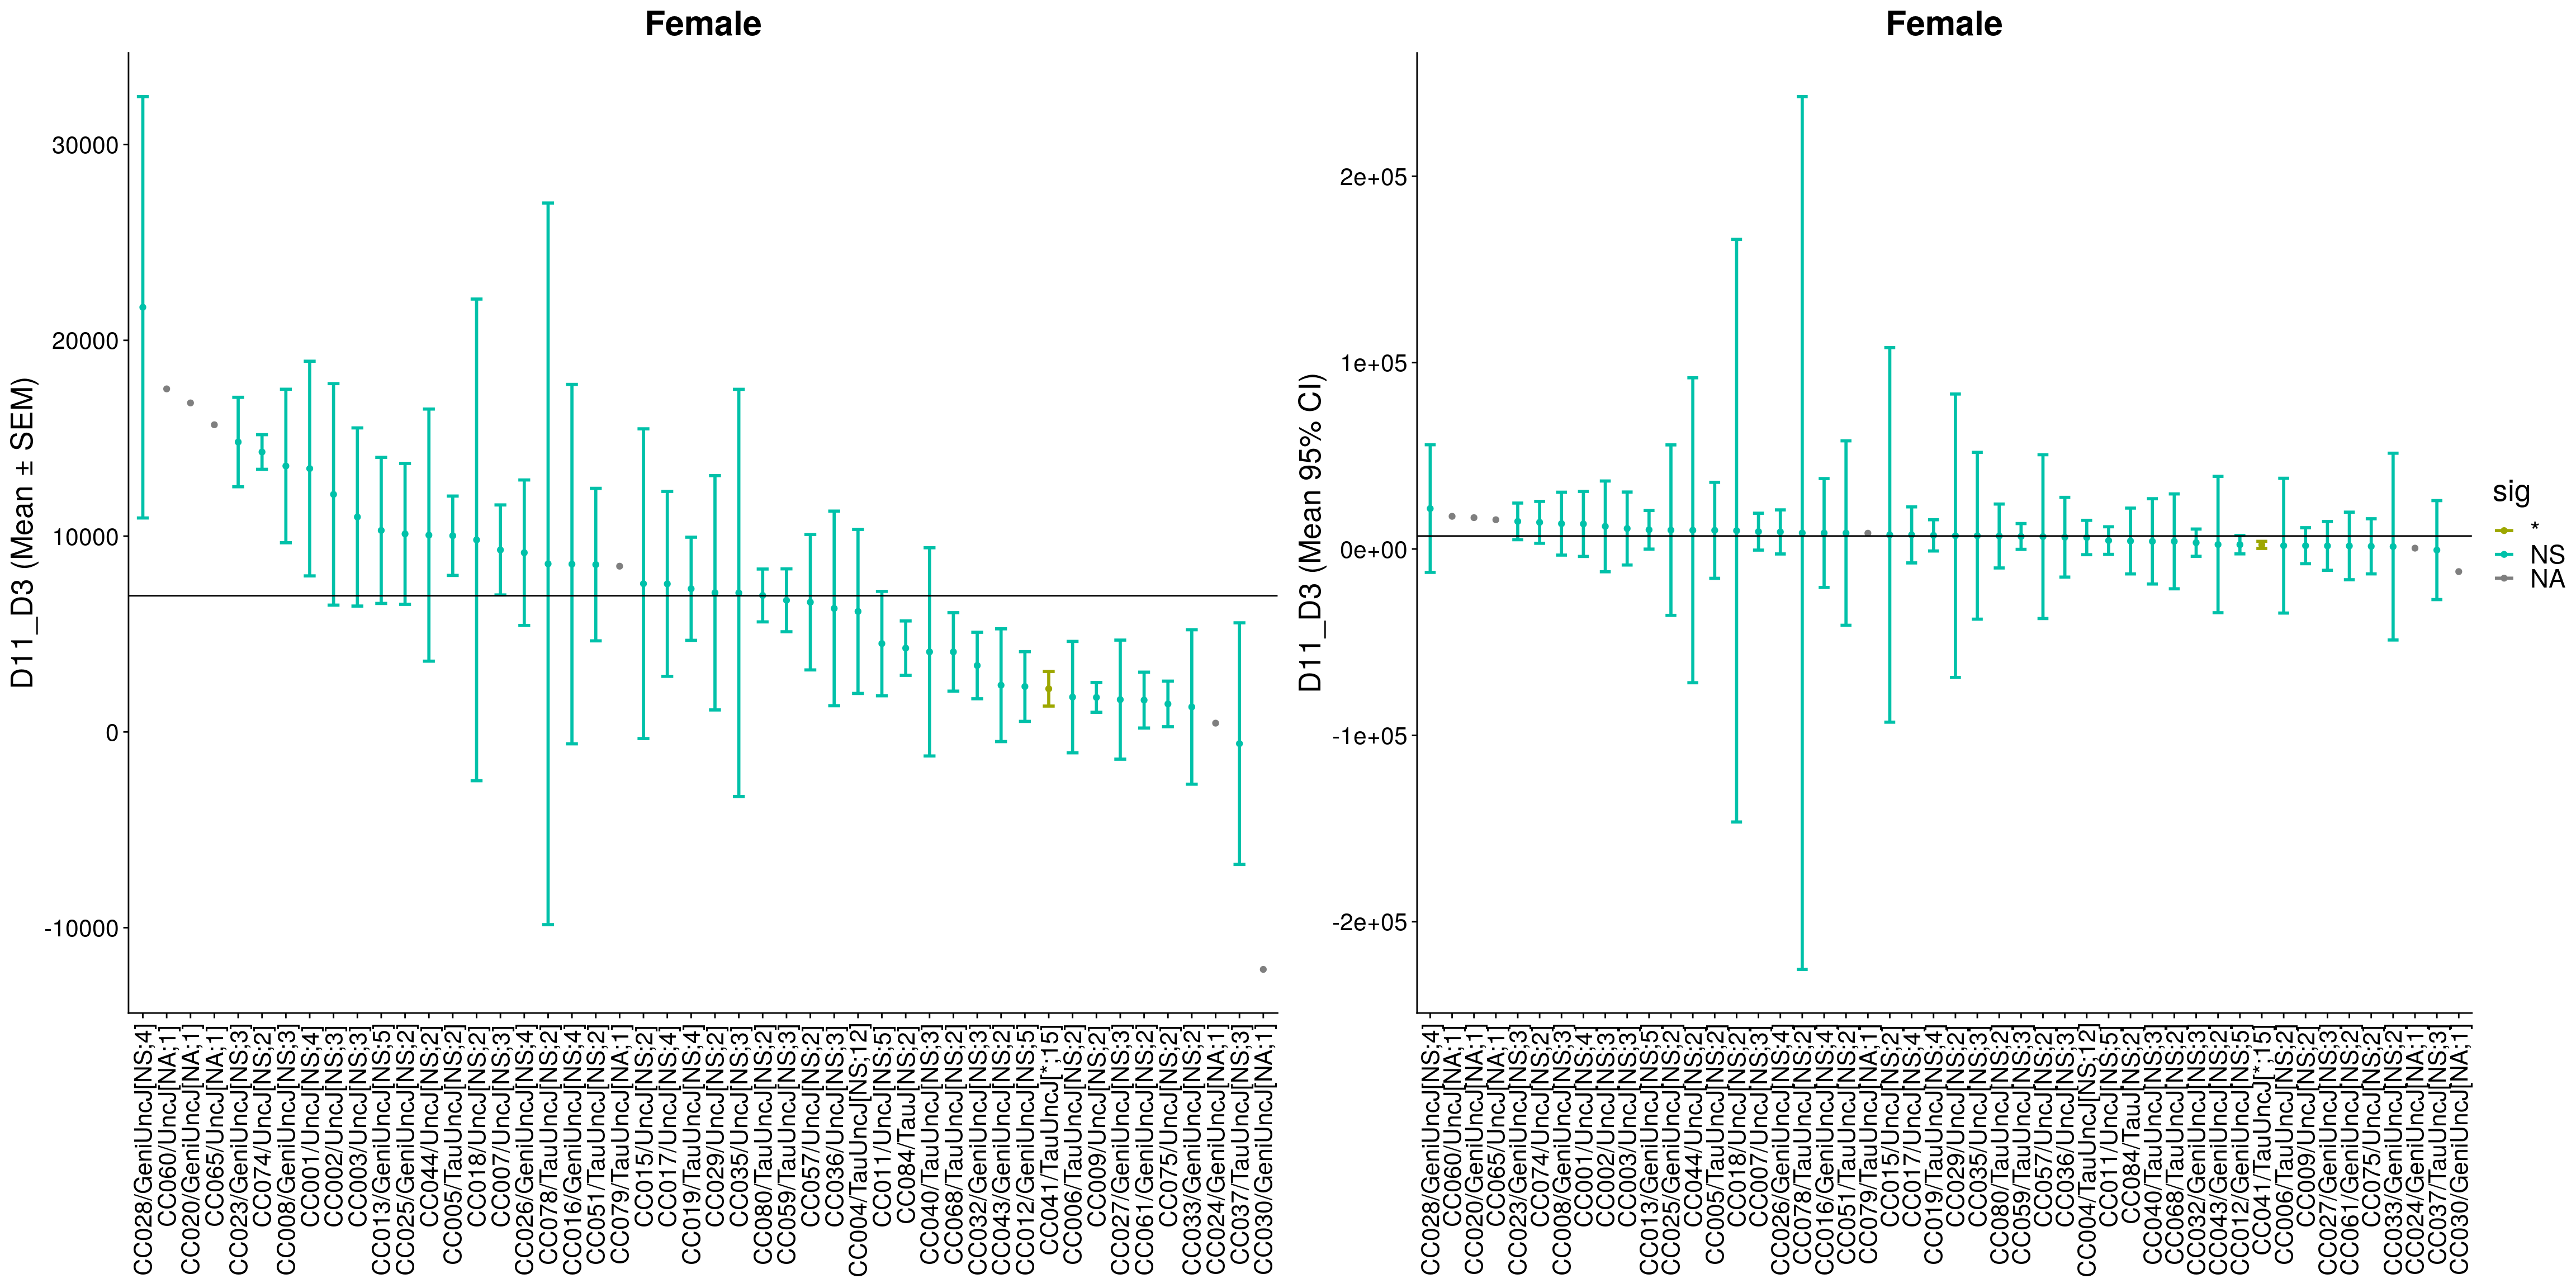 Female
D11_D3 (Mean ± SEM)
30000
20000
10000
0
-10000
CC028/GeniUncJ[NS;4]
CC060/UncJ[NA;1]
CC020/GeniUncJ[NA;1]
CC065/UncJ[NA;1]
CC023/GeniUncJ[NS;3]
CC074/UncJ[NS;2]
CC008/GeniUncJ[NS;3]
CC001/UncJ[NS;4]
CC002/UncJ[NS;3]
CC003/UncJ[NS;3]
CC013/GeniUncJ[NS;5]
CC025/GeniUncJ[NS;2]
CC044/UncJ[NS;2]
CC005/TauUncJ[NS;2]
CC018/UncJ[NS;2]
CC007/UncJ[NS;3]
CC026/GeniUncJ[NS;4]
CC078/TauUncJ[NS;2]
CC016/GeniUncJ[NS;4]
CC051/TauUncJ[NS;2]
CC079/TauUncJ[NA;1]
CC015/UncJ[NS;2]
CC017/UncJ[NS;4]
CC019/TauUncJ[NS;4]
CC029/UncJ[NS;2]
CC035/UncJ[NS;3]
CC080/TauUncJ[NS;2]
CC059/TauUncJ[NS;3]
CC057/UncJ[NS;2]
CC036/UncJ[NS;3]
CC004/TauUncJ[NS;12]
CC011/UncJ[NS;5]
CC084/TauJ[NS;2]
CC040/TauUncJ[NS;3]
CC068/TauUncJ[NS;2]
CC032/GeniUncJ[NS;3]
CC043/GeniUncJ[NS;2]
CC012/GeniUncJ[NS;5]
CC041/TauUncJ[*;15]
CC006/TauUncJ[NS;2]
CC009/UncJ[NS;2]
CC027/GeniUncJ[NS;3]
CC061/GeniUncJ[NS;2]
CC075/UncJ[NS;2]
CC033/GeniUncJ[NS;2]
CC024/GeniUncJ[NA;1]
CC037/TauUncJ[NS;3]
CC030/GeniUncJ[NA;1]
Female
D11_D3 (Mean 95% CI)
2e+05
1e+05
0e+00
-1e+05
-2e+05
CC028/GeniUncJ[NS;4]
CC060/UncJ[NA;1]
CC020/GeniUncJ[NA;1]
CC065/UncJ[NA;1]
CC023/GeniUncJ[NS;3]
CC074/UncJ[NS;2]
CC008/GeniUncJ[NS;3]
CC001/UncJ[NS;4]
CC002/UncJ[NS;3]
CC003/UncJ[NS;3]
CC013/GeniUncJ[NS;5]
CC025/GeniUncJ[NS;2]
CC044/UncJ[NS;2]
CC005/TauUncJ[NS;2]
CC018/UncJ[NS;2]
CC007/UncJ[NS;3]
CC026/GeniUncJ[NS;4]
CC078/TauUncJ[NS;2]
CC016/GeniUncJ[NS;4]
CC051/TauUncJ[NS;2]
CC079/TauUncJ[NA;1]
CC015/UncJ[NS;2]
CC017/UncJ[NS;4]
CC019/TauUncJ[NS;4]
CC029/UncJ[NS;2]
CC035/UncJ[NS;3]
CC080/TauUncJ[NS;2]
CC059/TauUncJ[NS;3]
CC057/UncJ[NS;2]
CC036/UncJ[NS;3]
CC004/TauUncJ[NS;12]
CC011/UncJ[NS;5]
CC084/TauJ[NS;2]
CC040/TauUncJ[NS;3]
CC068/TauUncJ[NS;2]
CC032/GeniUncJ[NS;3]
CC043/GeniUncJ[NS;2]
CC012/GeniUncJ[NS;5]
CC041/TauUncJ[*;15]
CC006/TauUncJ[NS;2]
CC009/UncJ[NS;2]
CC027/GeniUncJ[NS;3]
CC061/GeniUncJ[NS;2]
CC075/UncJ[NS;2]
CC033/GeniUncJ[NS;2]
CC024/GeniUncJ[NA;1]
CC037/TauUncJ[NS;3]
CC030/GeniUncJ[NA;1]
sig
*
NS
NA